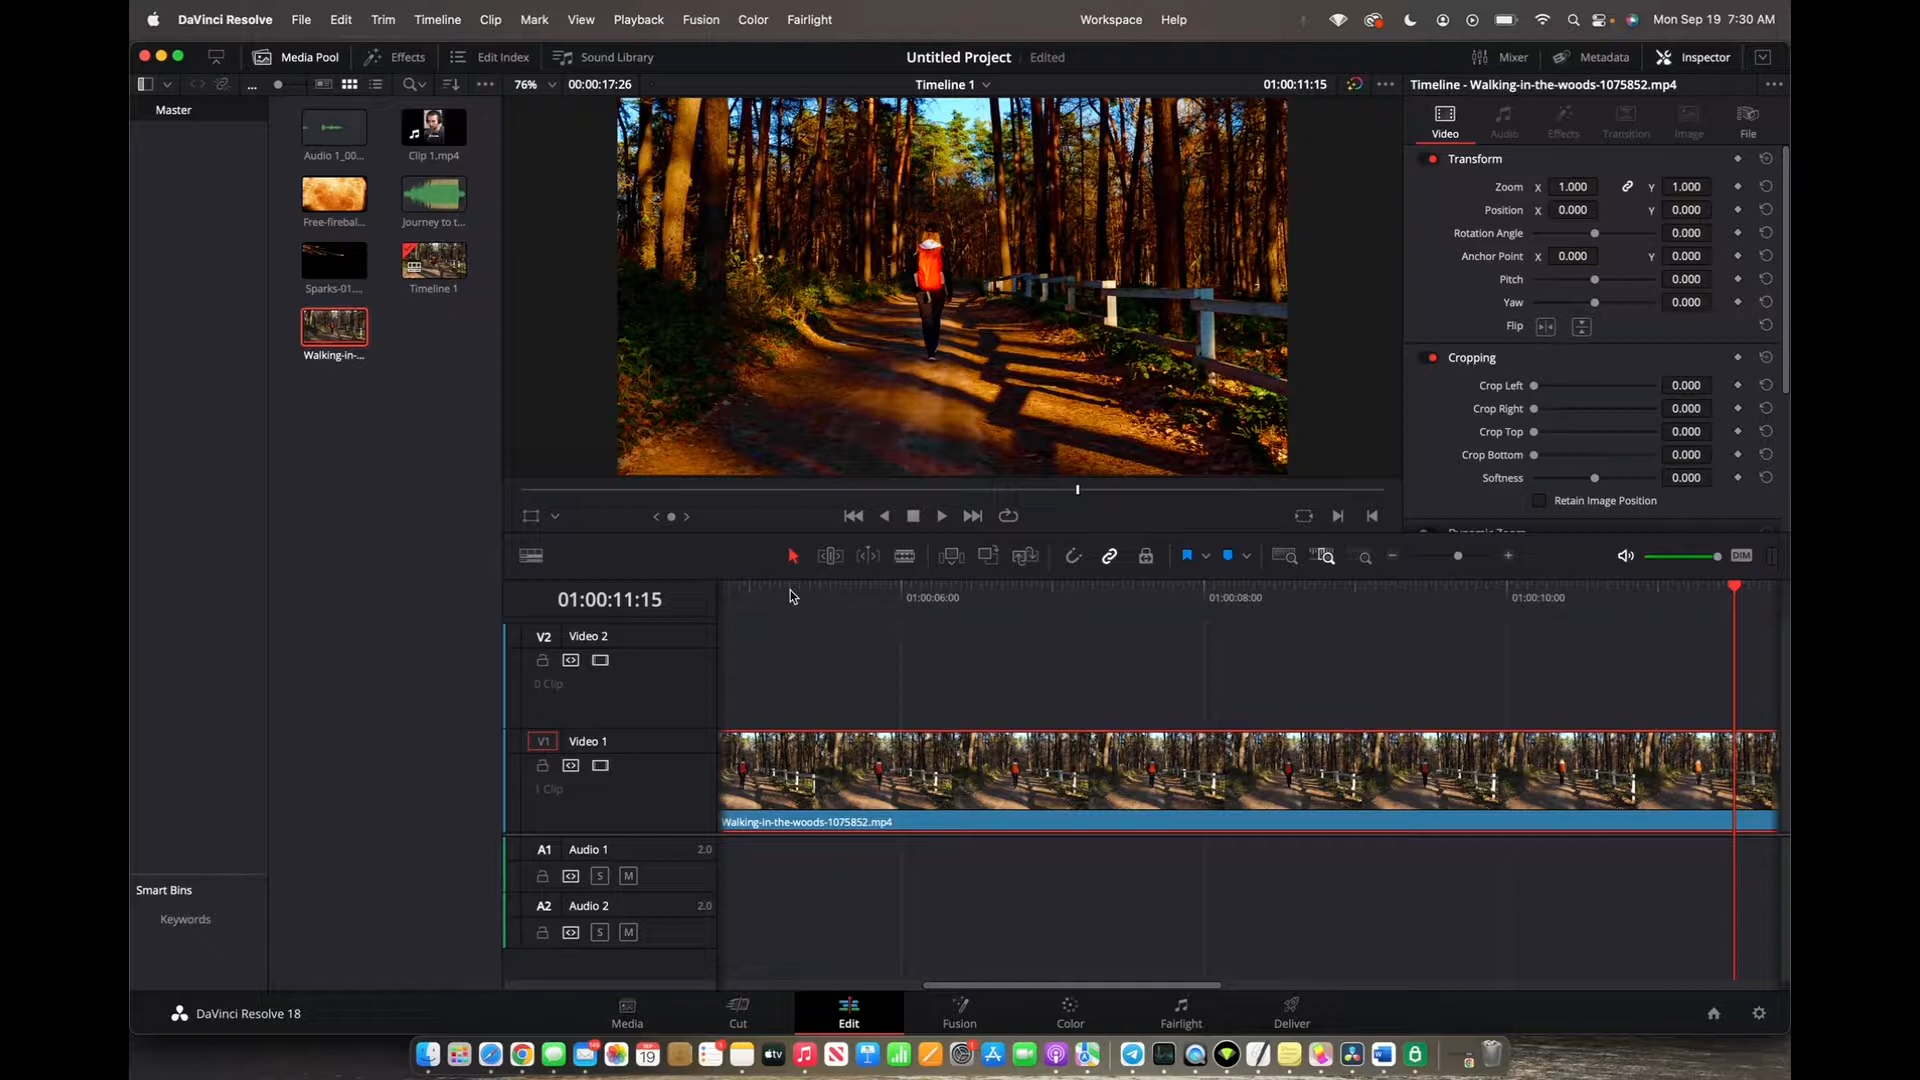 DaVinci Resolve File Edit Trim Timeline Clip Mark View Playback Fusion Color Fairlight Workspace Help Mon Sep 19 7:30 AM
Media Pool Effects Edit Index Sound Library Untitled Project Edited Mixer Metadata Inspector
76% 00:00:17:26 Timeline 1 01:00:11:15 Timeline - Walking-in-the-woods-1075852.mp4
Master
Video Audio Effects Transition Image File
Audio 1_00... Clip 1.mp4
Free-firebal... Journey to t...
Sparks-01.... Timeline 1
Walking-in-...
Transform
Zoom X 1.000 Y 1.000
Position X 0.000 Y 0.000
Rotation Angle 0.000
Anchor Point X 0.000 Y 0.000
Pitch 0.000
Yaw 0.000
Flip
Cropping
Crop Left 0.000
Crop Right 0.000
Crop Top 0.000
Crop Bottom 0.000
Softness 0.000
Retain Image Position
Dynamic Zoom
DIM
01:00:11:15 01:00:06:00 01:00:08:00 01:00:10:00
V2 Video 2
0 Clip
V1 Video 1
1 Clip
Walking-in-the-woods-1075852.mp4
A1 Audio 1 2.0
S M
A2 Audio 2 2.0
S M
Smart Bins
Keywords
DaVinci Resolve 18
Media Cut Edit Fusion Color Fairlight Deliver
SEP
19
tv